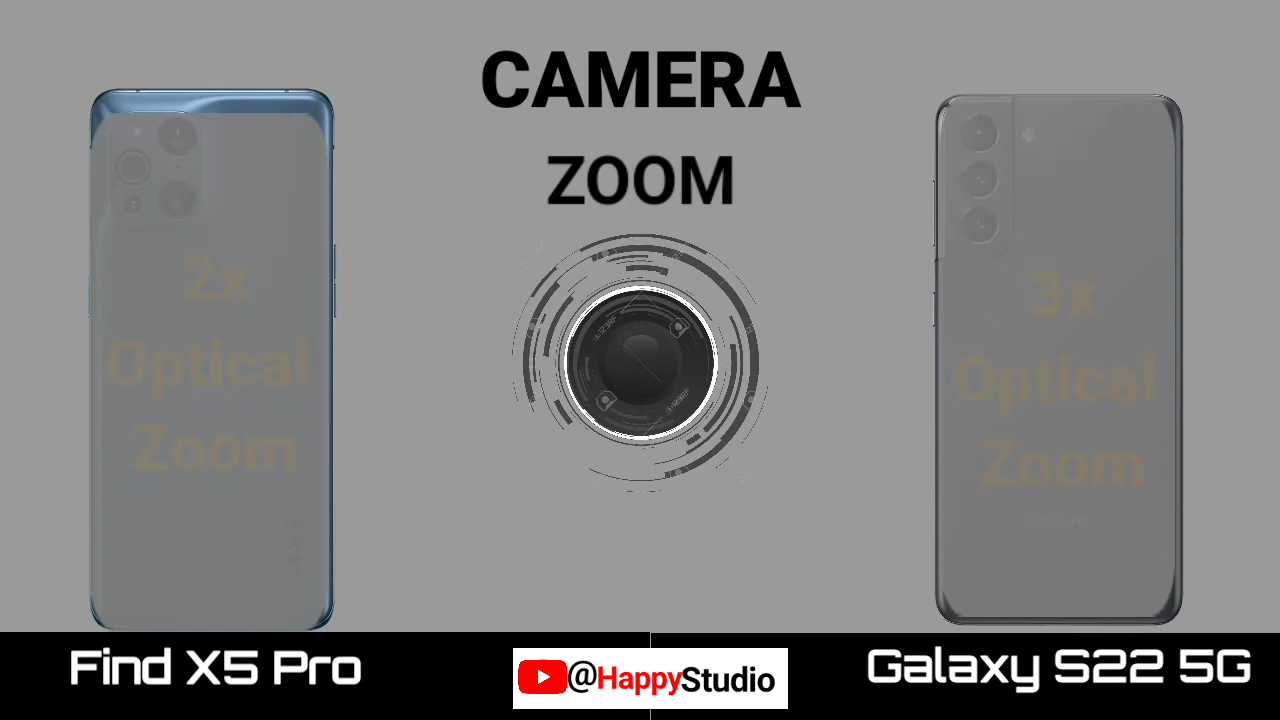 CAMERA
ZOOM
2x
Optical
Zoom
3x
Optical
Zoom
Find X5 Pro
@HappyStudio
Galaxy S22 5G